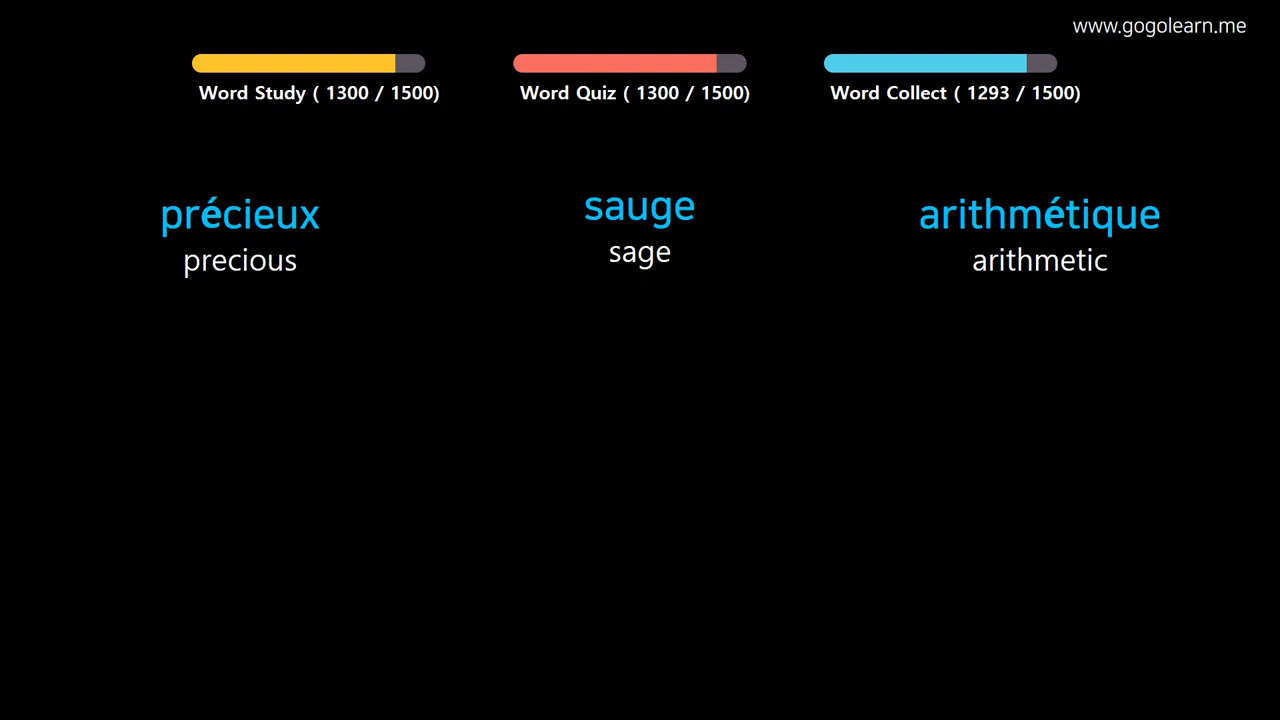 www.gogolearn.me
Word Study ( 1300 / 1500)
Word Quiz ( 1300 / 1500)
Word Collect ( 1293 / 1500)
précieux
precious
sauge
sage
arithmétique
arithmetic